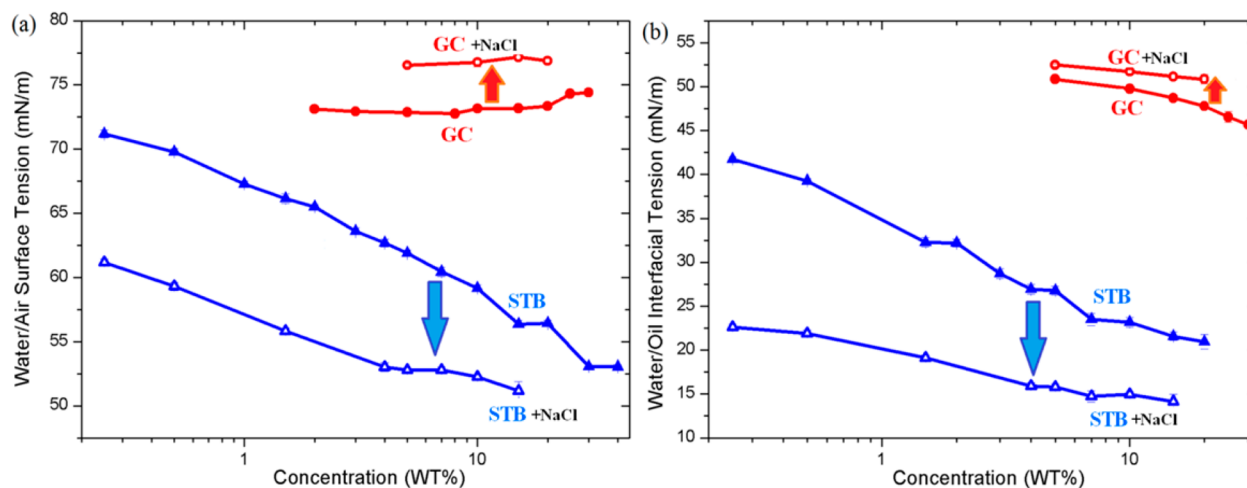 (a)
80
75
70
65
60
55
50
Water/Air Surface Tension (mN/m)
GC +NaCl
GC
STB
STB +NaCl
1
10
Concentration (WT%)
(b)
55
50
45
40
35
30
25
20
15
10
Water/Oil Interfacial Tension (mN/m)
GC +NaCl
GC
STB
STB +NaCl
1
10
Concentration (WT%)